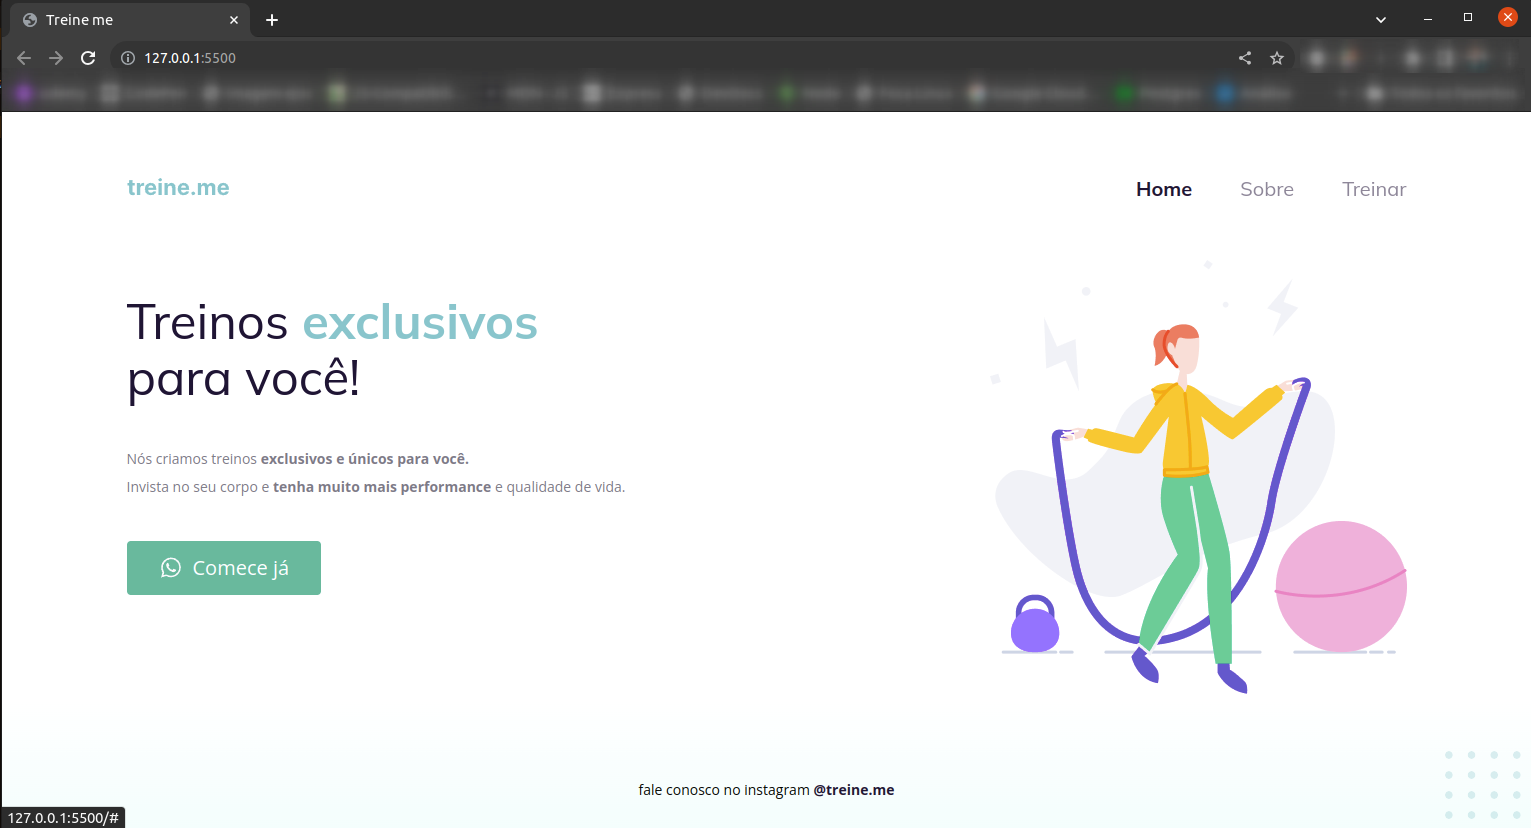 Treine me
127.0.0.1:5500
treine.me
Home Sobre Treinar
Treinos exclusivos
para você!
Nós criamos treinos exclusivos e únicos para você.
Invista no seu corpo e tenha muito mais performance e qualidade de vida.
Comece já
fale conosco no instagram @treine.me
127.0.0.1:5500/#